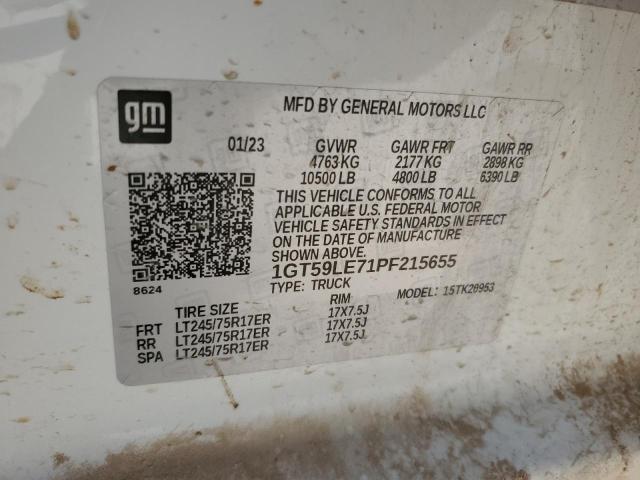 gm
MFD BY GENERAL MOTORS LLC
01/23 GVWR GAWR FRT GAWR RR
4763 KG 2177 KG 2898 KG
10500 LB 4800 LB 6390 LB
THIS VEHICLE CONFORMS TO ALL
APPLICABLE U.S. FEDERAL MOTOR
VEHICLE SAFETY STANDARDS IN EFFECT
ON THE DATE OF MANUFACTURE
SHOWN ABOVE.
1GT59LE71PF215655
8624
TYPE: TRUCK MODEL: 15TK20953
TIRE SIZE RIM
FRT LT245/75R17ER 17X7.5J
RR LT245/75R17ER 17X7.5J
SPA LT245/75R17ER 17X7.5J